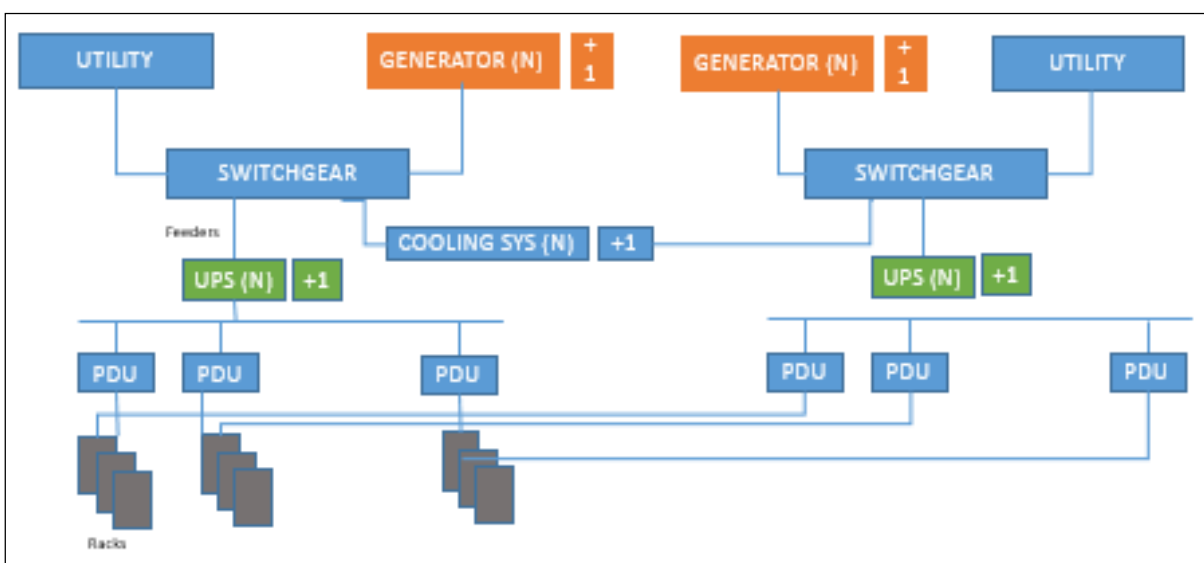 UTILITY
GENERATOR (N]
+
1
GENERATOR (N)
+
1
UTILITY
SWITCHGEAR
SWITCHGEAR
Feeders
COOLING SYS (N)
+1
UPS (N)
+1
UPS (N]
+1
PDU
PDU
PDU
PDU
PDU
PDU
Racks